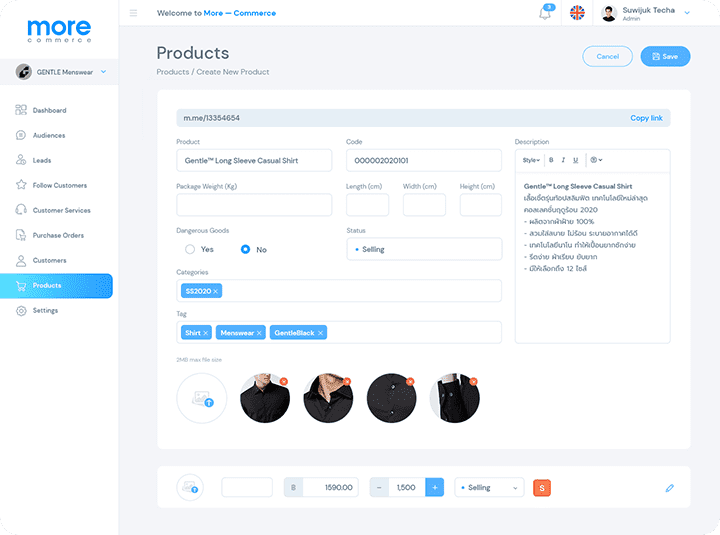 more
commerce
Welcome to More — Commerce
3
Suwijuk Techa
Admin
GENTLE Menswear
Dashboard
Audiences
Leads
Follow Customers
Customer Services
Purchase Orders
Customers
Products
Settings
Products
Products / Create New Product
Cancel
Save
m.me/13354654
Copy link
Product
Code
Description
Gentle™ Long Sleeve Casual Shirt
000002020101
Style
B
I
U
Package Weight (Kg)
Length (cm)
Width (cm)
Height (cm)
Gentle™ Long Sleeve Casual Shirt
เสื้อเชิ้ตรุ่นท้อปสลิมฟิต เทคโนโลยีใหม่ล่าสุด
คอลเลคชั่นฤดูร้อน 2020
- ผลิตจากผ้าฝ้าย 100%
- สวมใส่สบาย ไม่ร้อน ระบายอากาศได้ดี
- เทคโนโลยีนาโน ทำให้เปื้อนยากซักง่าย
- รีดง่าย ผ้าเรียบ ยับยาก
- มีให้เลือกถึง 12 ไซส์
Dangerous Goods
Yes
No
Status
Selling
Categories
SS2020
Tag
Shirt
Menswear
GentleBlack
2MB max file size
฿
1590.00
1,500
Selling
S